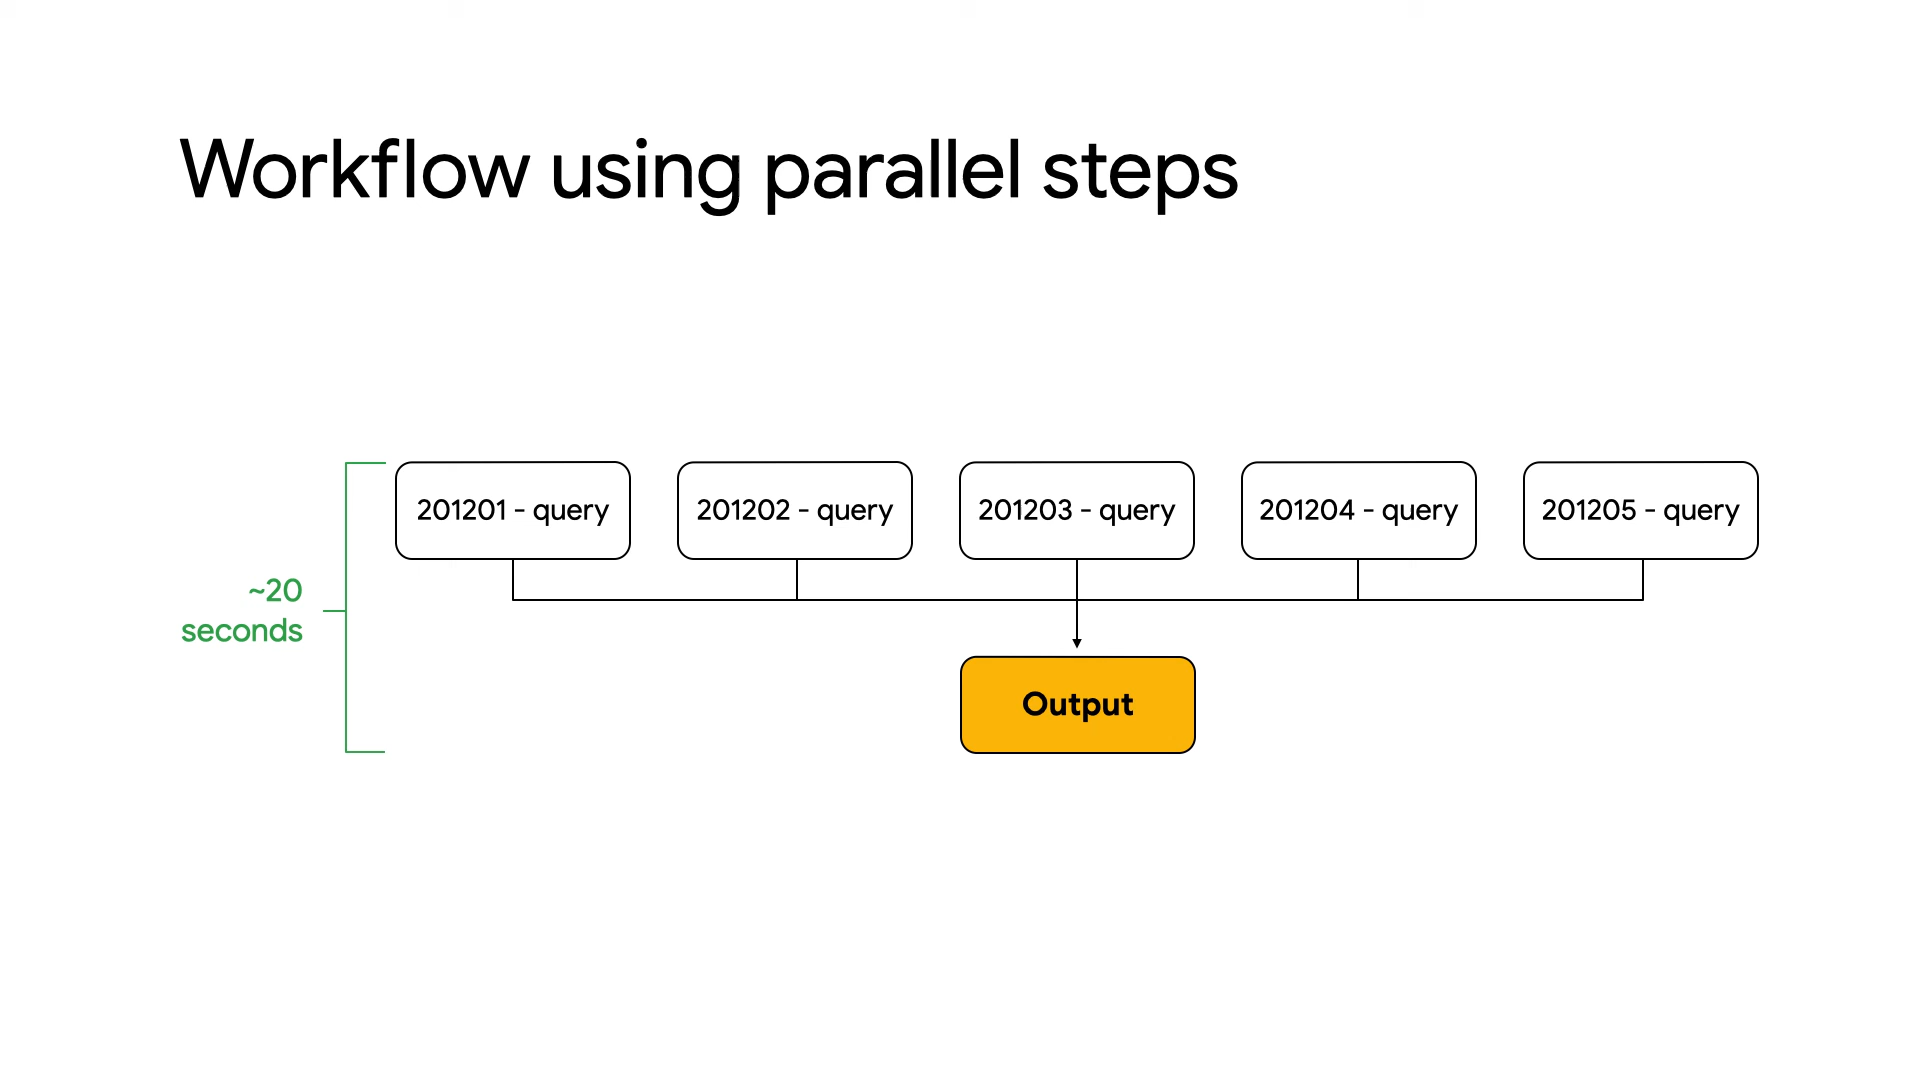 Workflow using parallel steps
201201 - query
201202 - query
201203 - query
201204 - query
201205 - query
~20
seconds
Output